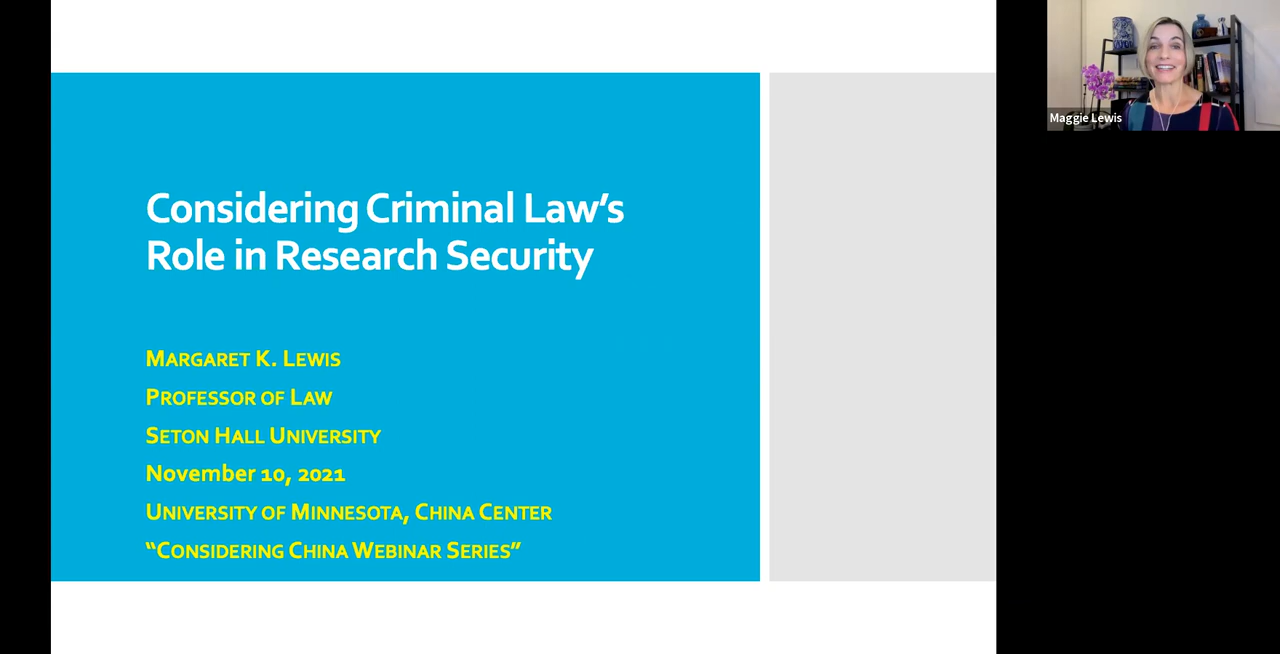 Considering Criminal Law’s
Role in Research Security
MARGARET K. LEWIS
PROFESSOR OF LAW
SETON HALL UNIVERSITY
November 10, 2021
UNIVERSITY OF MINNESOTA, CHINA CENTER
“CONSIDERING CHINA WEBINAR SERIES”
Maggie Lewis